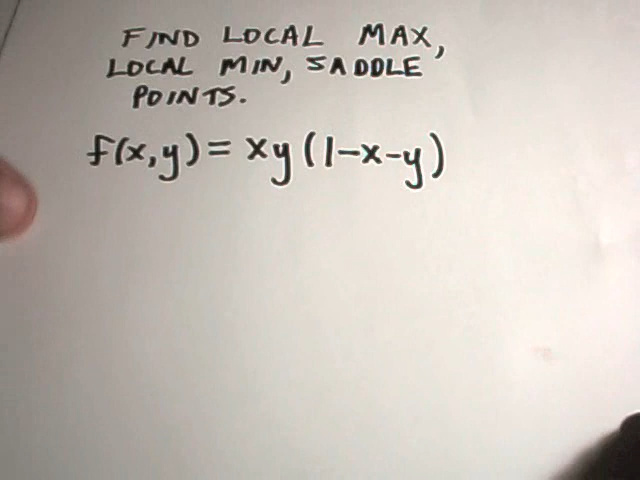 FIND LOCAL MAX,
LOCAL MIN, SADDLE
POINTS.
f(x,y) = xy(1-x-y)